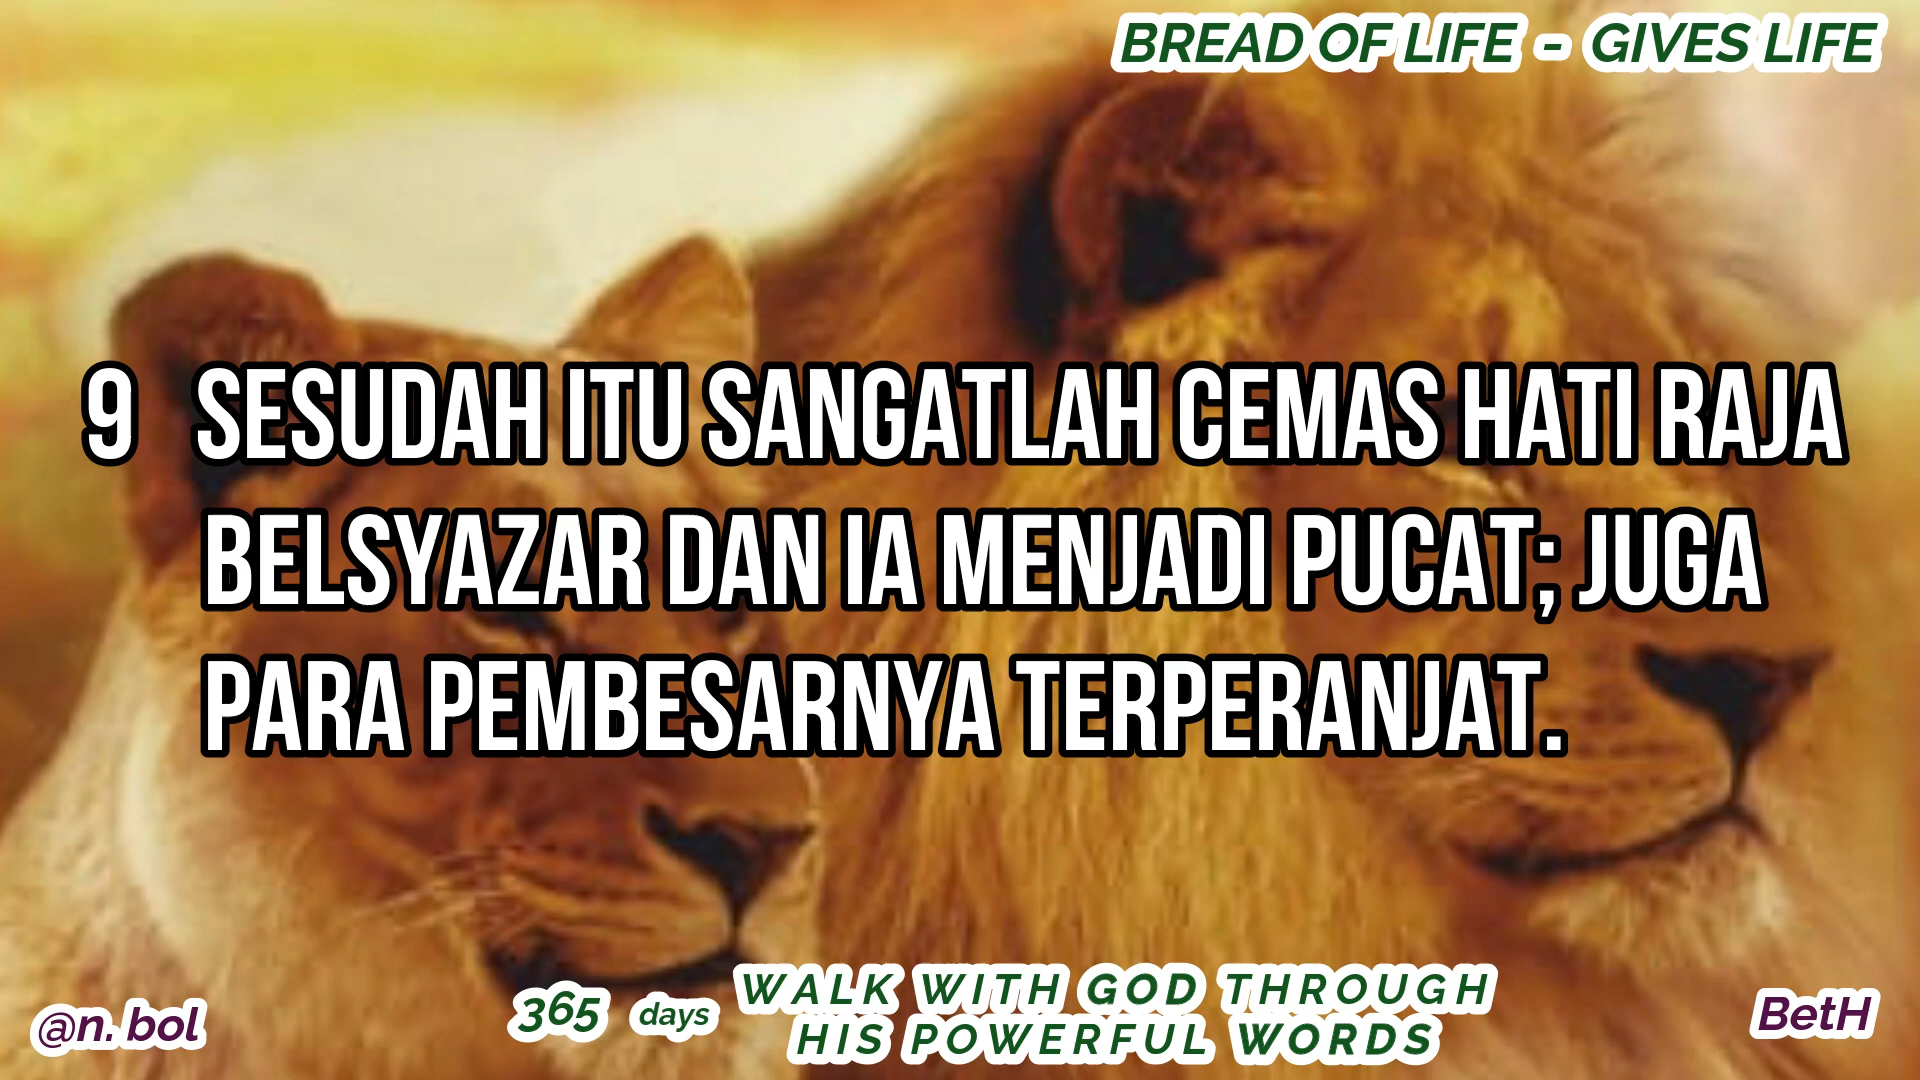 BREAD OF LIFE - GIVES LIFE
9 SESUDAH ITU SANGATLAH CEMAS HATI RAJA
BELSYAZAR DAN IA MENJADI PUCAT; JUGA
PARA PEMBESARNYA TERPERANJAT.
@n. bol
365 days
WALK WITH GOD THROUGH
HIS POWERFUL WORDS
BetH